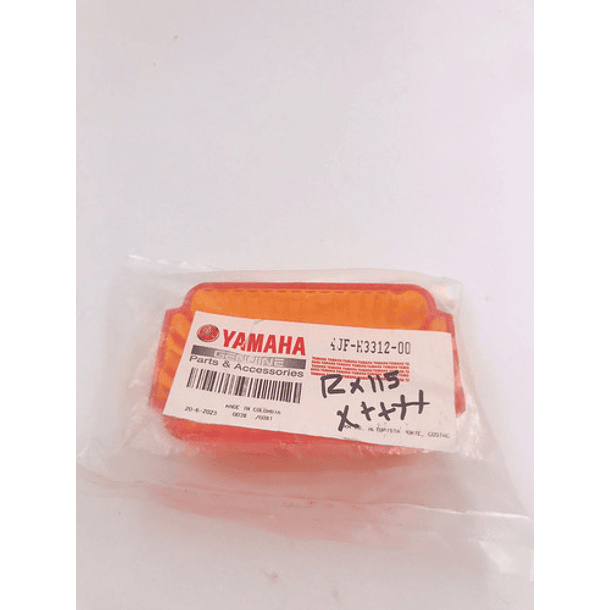 YAMAHA
GENUINE
Parts & Accessories
4JF-H3312-00
RX115
X++++
20-6-2023
MADE IN COLOMBIA